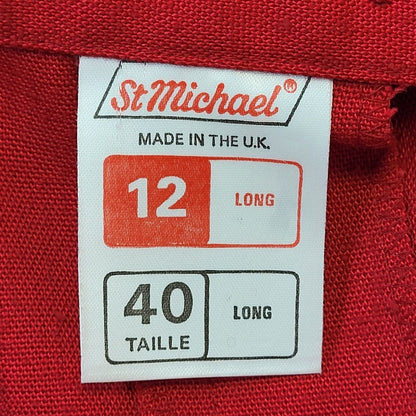 St Michael®
MADE IN THE U.K.
12 LONG
40 LONG
TAILLE